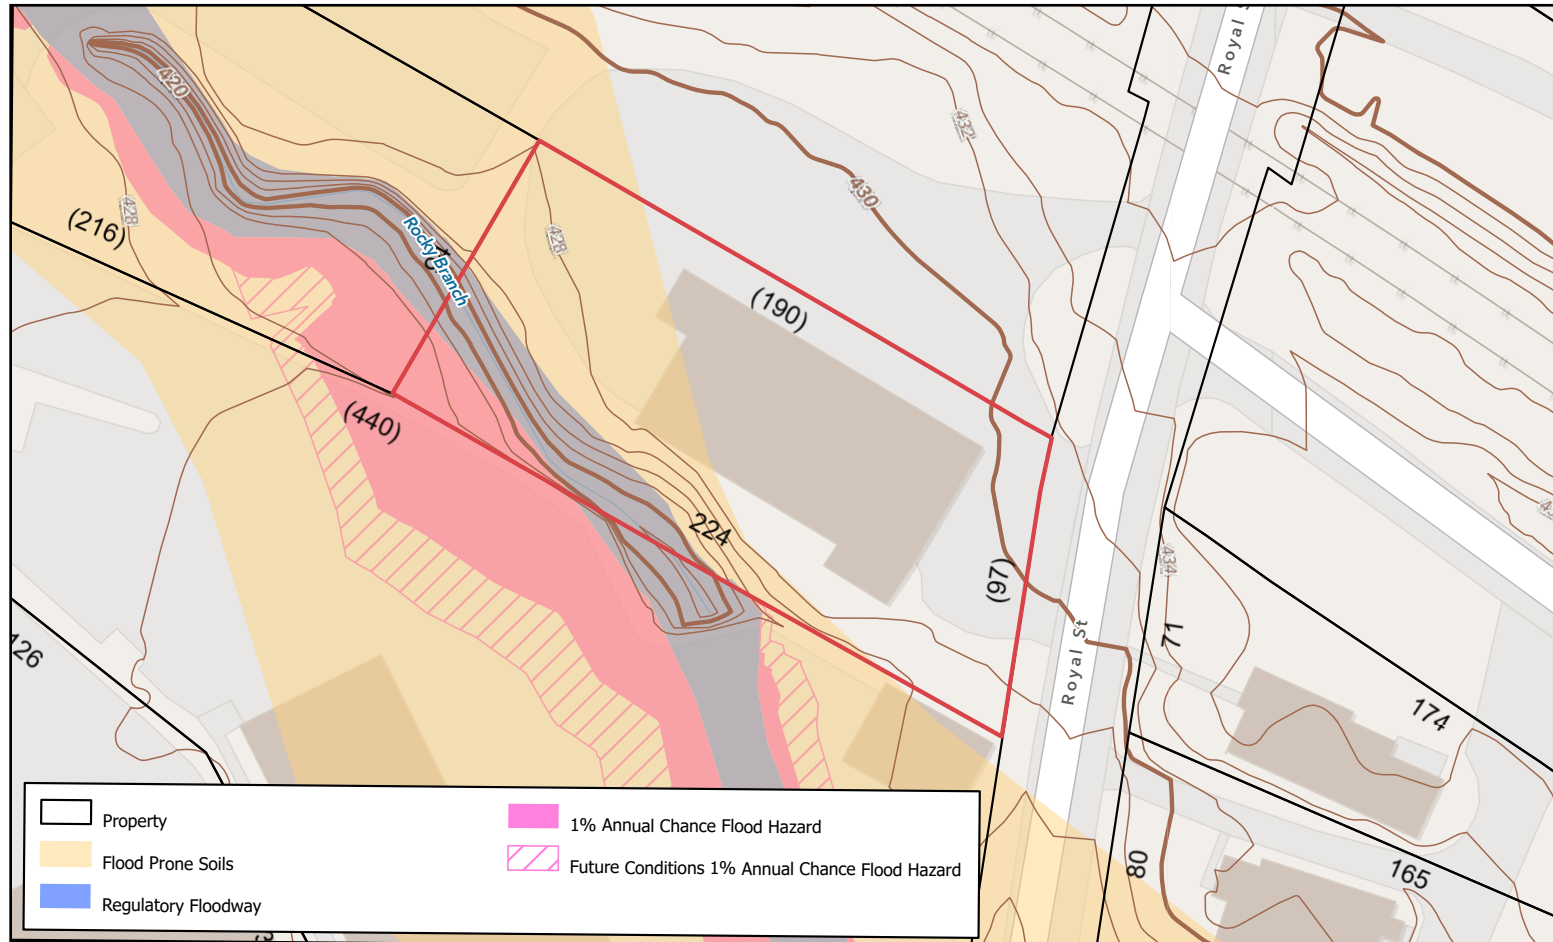 Royal S
420
432
430
428
(216)
428
Rocky Branch
(190)
(440)
224
(97)
434
71
Royal St
126
174
80
165
Property
Flood Prone Soils
Regulatory Floodway
1% Annual Chance Flood Hazard
Future Conditions 1% Annual Chance Flood Hazard